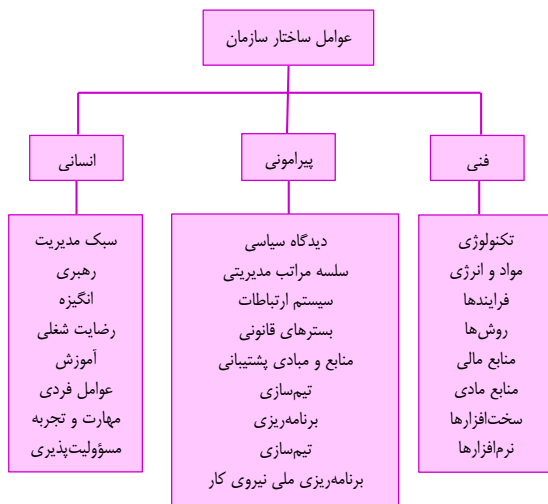 عوامل ساختار سازمان
فنی
پیرامونی
انسانی
تکنولوژی
مواد و انرژی
فرایندها
روش‌ها
منابع مالی
منابع مادی
سخت‌افزارها
نرم‌افزارها
دیدگاه سیاسی
سلسه مراتب مدیریتی
سیستم ارتباطات
بسترهای قانونی
منابع و مبادی پشتیبانی
تیم‌سازی
برنامه‌ریزی
تیم‌سازی
برنامه‌ریزی ملی نیروی کار
سبک مدیریت
رهبری
انگیزه
رضایت شغلی
آموزش
عوامل فردی
مهارت و تجربه
مسؤولیت‌پذیری